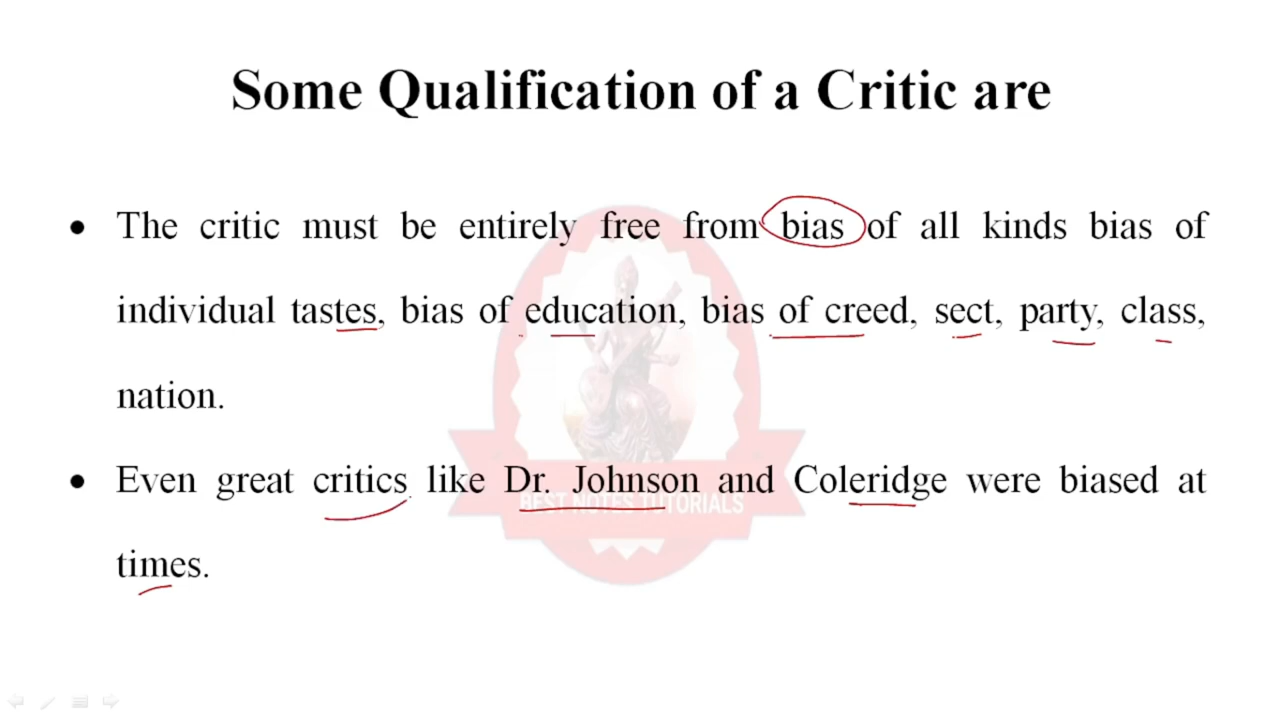 Some Qualification of a Critic are
• The critic must be entirely free from bias of all kinds bias of
individual tastes, bias of education, bias of creed, sect, party, class,
nation.
• Even great critics like Dr. Johnson and Coleridge were biased at
BEST NOTES TUTORIALS
times.